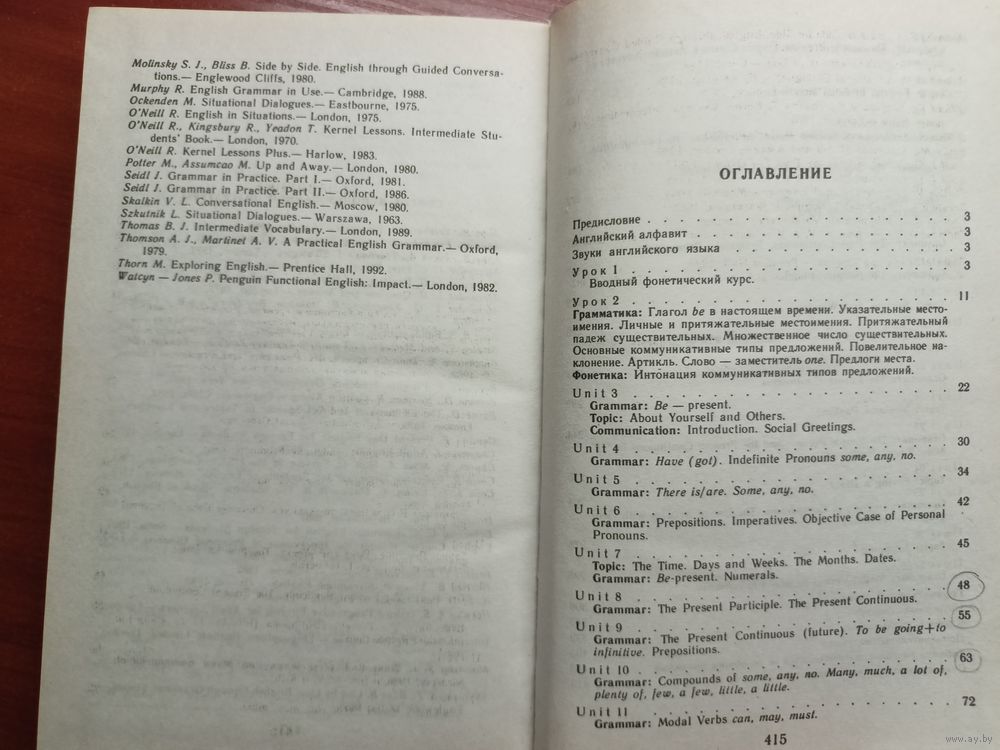 Molinsky S. J., Bliss B. Side by Side. English through Guided Conversa-
tions.— Englewood Cliffs, 1980.
Murphy R. English Grammar in Use.— Cambridge, 1988.
Ockenden M. Situational Dialogues.— Eastbourne, 1975.
O'Neill R. English in Situations.— London, 1975.
O'Neill R., Kingsbury R., Yeadon T. Kernel Lessons. Intermediate Stu-
dents' Book.— London, 1970.
O'Neill R. Kernel Lessons Plus.— Harlow, 1983.
Potter M., Assumcao M. Up and Away.— London, 1980.
Seidl J. Grammar in Practice. Part I.— Oxford, 1981.
Seidl J. Grammar in Practice. Part II.— Oxford, 1986.
Skalkin V. L. Conversational English.— Moscow, 1980.
Szkutnik L. Situational Dialogues.— Warszawa, 1963.
Thomas B. J. Intermediate Vocabulary.— London, 1989.
Thomson A. J., Martinet A. V. A Practical English Grammar.— Oxford,
1979.
Thorn M. Exploring English.— Prentice Hall, 1992.
Watcyn — Jones P. Penguin Functional English: Impact.— London, 1982.
ОГЛАВЛЕНИЕ
Предисловие . . . . . . . . . . . . . . . . . . . 3
Английский алфавит . . . . . . . . . . . . . . . . 3
Звуки английского языка . . . . . . . . . . . . . . 3
Урок 1 . . . . . . . . . . . . . . . . . . . . 3
Вводный фонетический курс.
Урок 2 . . . . . . . . . . . . . . . . . . . . 11
Грамматика: Глагол be в настоящем времени. Указательные место-
имения. Личные и притяжательные местоимения. Притяжательный
падеж существительных. Множественное число существительных.
Основные коммуникативные типы предложений. Повелительное на-
клонение. Артикль. Слово — заместитель one. Предлоги места.
Фонетика: Интонация коммуникативных типов предложений.
Unit 3 . . . . . . . . . . . . . . . . . . . . 22
Grammar: Be — present.
Topic: About Yourself and Others.
Communication: Introduction. Social Greetings.
Unit 4 . . . . . . . . . . . . . . . . . . . . 30
Grammar: Have (got). Indefinite Pronouns some, any, no.
Unit 5 . . . . . . . . . . . . . . . . . . . . 34
Grammar: There is/are. Some, any, no.
Unit 6 . . . . . . . . . . . . . . . . . . . . 42
Grammar: Prepositions. Imperatives. Objective Case of Personal
Pronouns.
Unit 7 . . . . . . . . . . . . . . . . . . . . 45
Topic: The Time. Days and Weeks. The Months. Dates.
Grammar: Be-present. Numerals.
Unit 8 . . . . . . . . . . . . . . . . . . . . 48
Grammar: The Present Participle. The Present Continuous.
Unit 9 . . . . . . . . . . . . . . . . . . . . 55
Grammar: The Present Continuous (future). To be going+to
infinitive. Prepositions.
Unit 10 . . . . . . . . . . . . . . . . . . . . 63
Grammar: Compounds of some, any, no. Many, much, a lot of,
plenty of, few, a few, little, a little.
Unit 11 . . . . . . . . . . . . . . . . . . . . 72
Grammar: Modal Verbs can, may, must.
415
www.ay.by